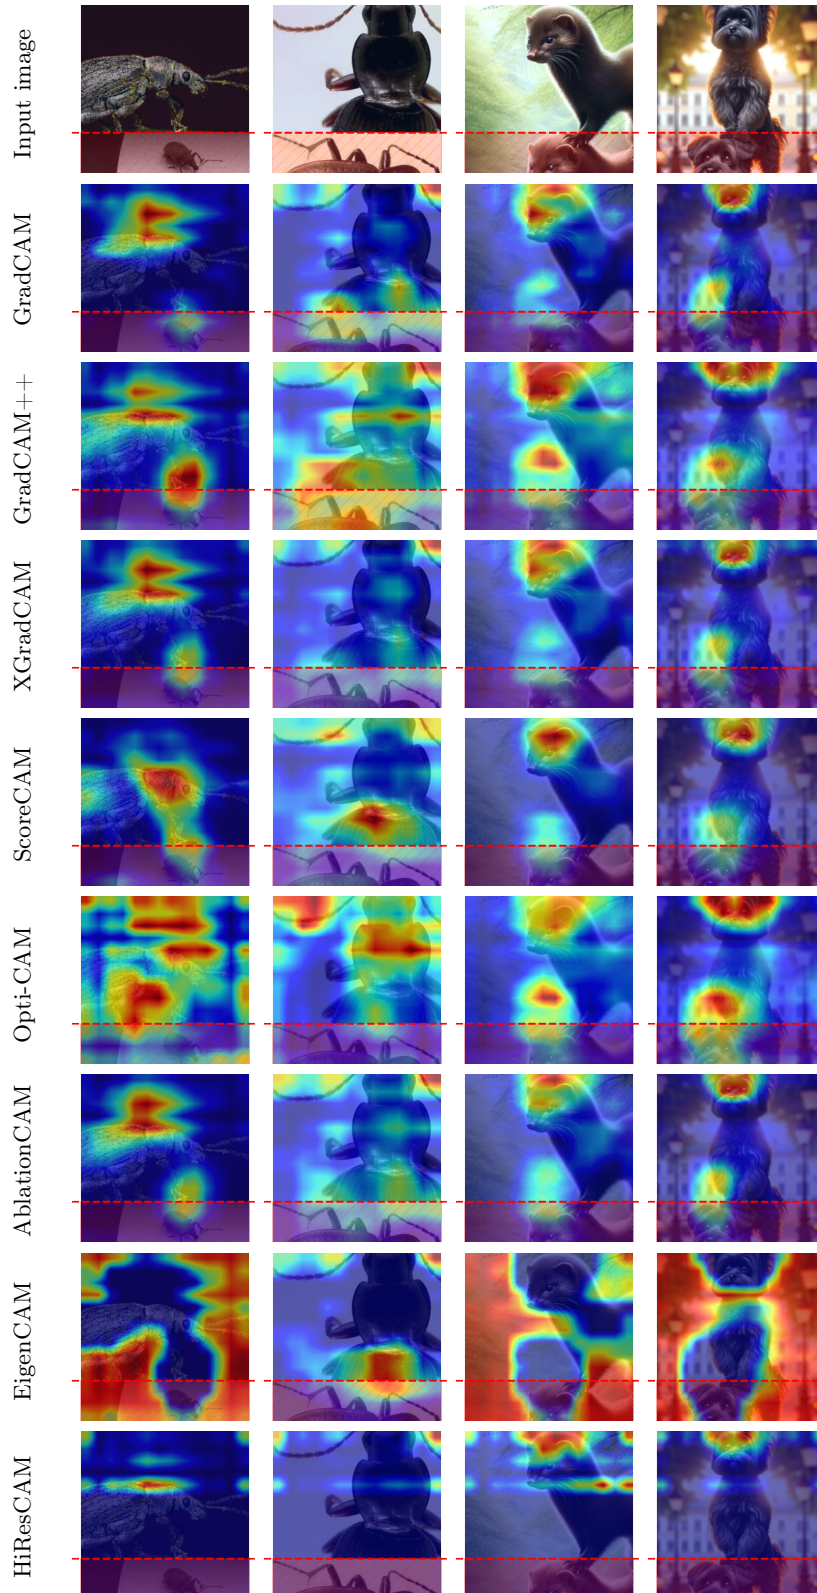 Input image
GradCAM
GradCAM++
XGradCAM
ScoreCAM
Opti-CAM
AblationCAM
EigenCAM
HiResCAM